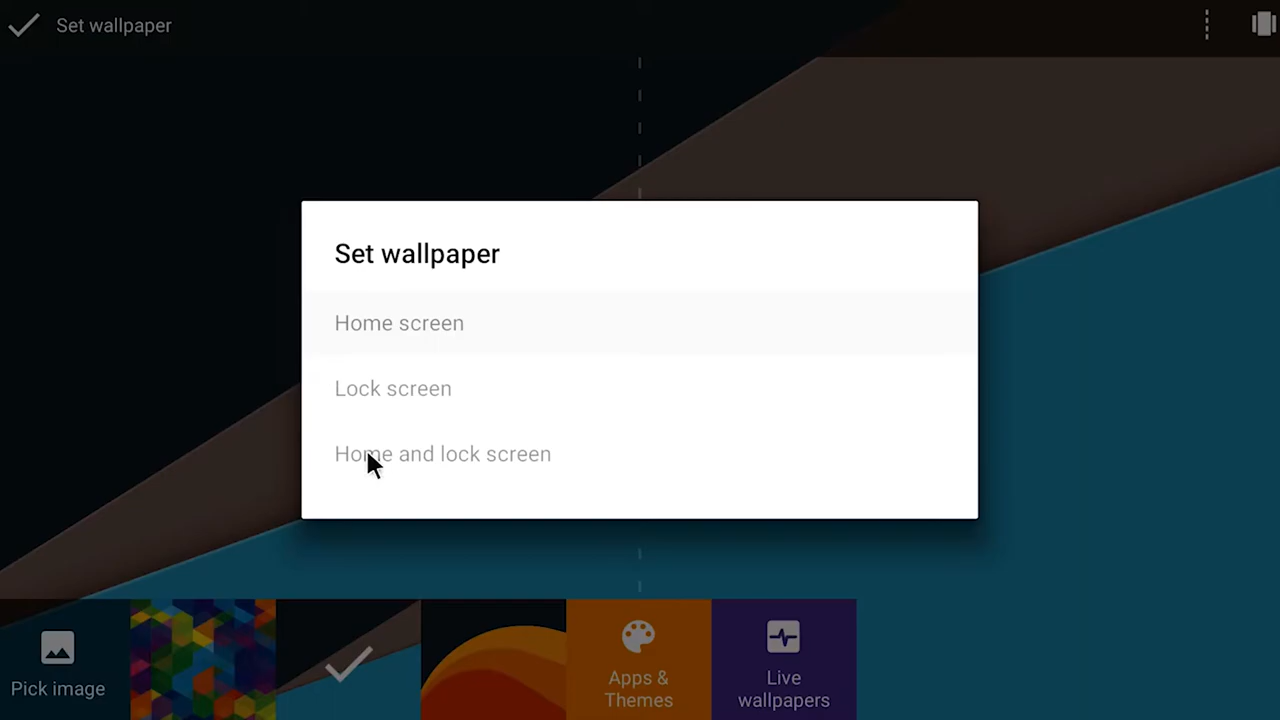 Set wallpaper
Set wallpaper
Home screen
Lock screen
Home and lock screen
Pick image
Apps &
Themes
Live
wallpapers